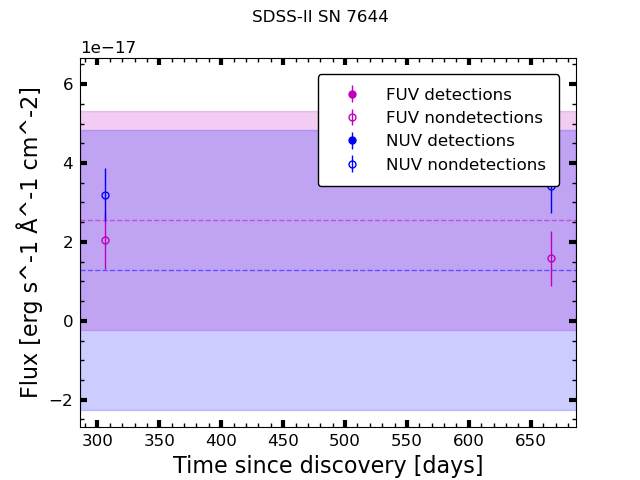 SDSS-II SN 7644
1e−17
6
4
2
0
−2
FUV detections
FUV nondetections
NUV detections
NUV nondetections
300 350 400 450 500 550 600 650
Time since discovery [days]
Flux [erg s^-1 Å^-1 cm^-2]